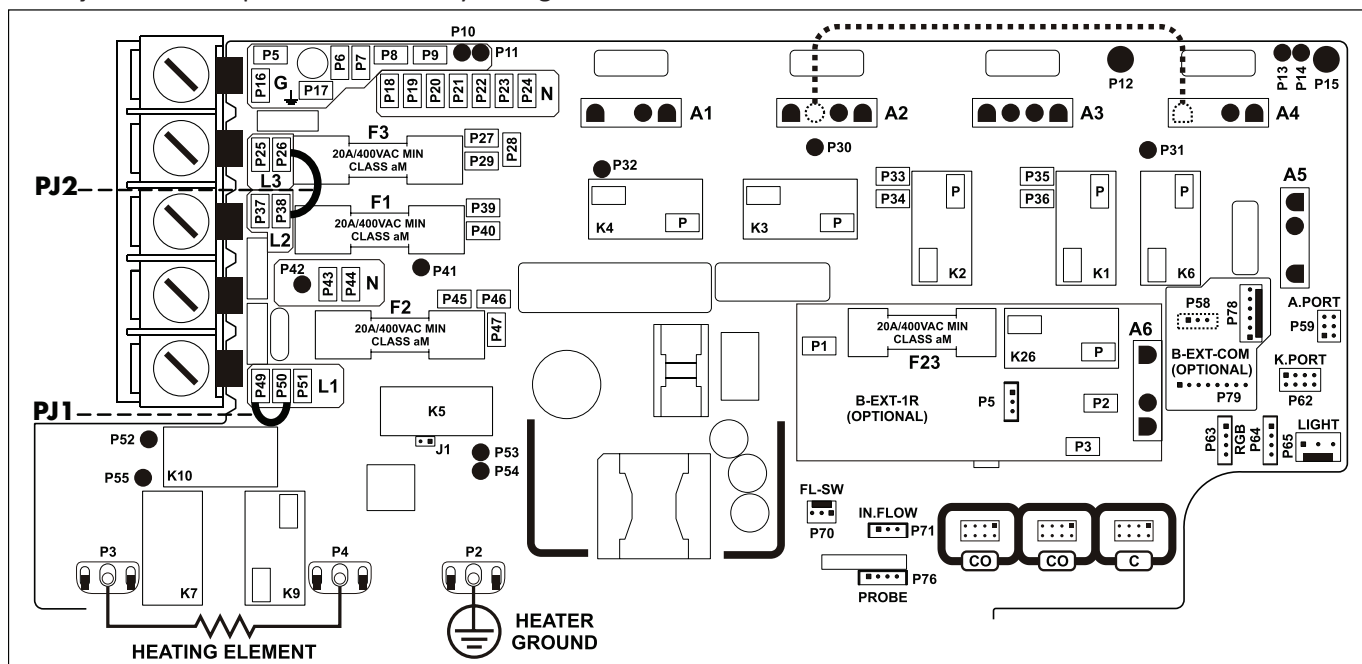 P10
P11
P5
P6
P7
P8
P9
P16
G
P17
P18
P19
P20
P21
P22
P23
P24
N
P12
P13
P14
P15
A1
A2
A3
A4
P25
P26
L3
F3
20A/400VAC MIN
CLASS aM
P27
P29
P28
P32
P30
P31
PJ2
P37
P38
L2
F1
20A/400VAC MIN
CLASS aM
P39
P40
K4
P
K3
P
P33
P34
P
K2
P35
P36
P
K1
P
K6
A5
P42
P43
P44
N
P41
F2
20A/400VAC MIN
CLASS aM
P45
P46
P47
P58
P78
A.PORT
P59
P1
20A/400VAC MIN
CLASS aM
F23
K26
P
A6
B-EXT-COM
(OPTIONAL)
P79
K.PORT
P62
P49
P50
P51
L1
PJ1
B-EXT-1R
(OPTIONAL)
P5
P2
P3
K5
J1
P52
P55
K10
P53
P54
P63
RGB
P64
P65
LIGHT
FL-SW
P70
IN.FLOW
P71
CO
CO
C
P76
PROBE
P3
K7
K9
P4
P2
HEATING ELEMENT
HEATER
GROUND